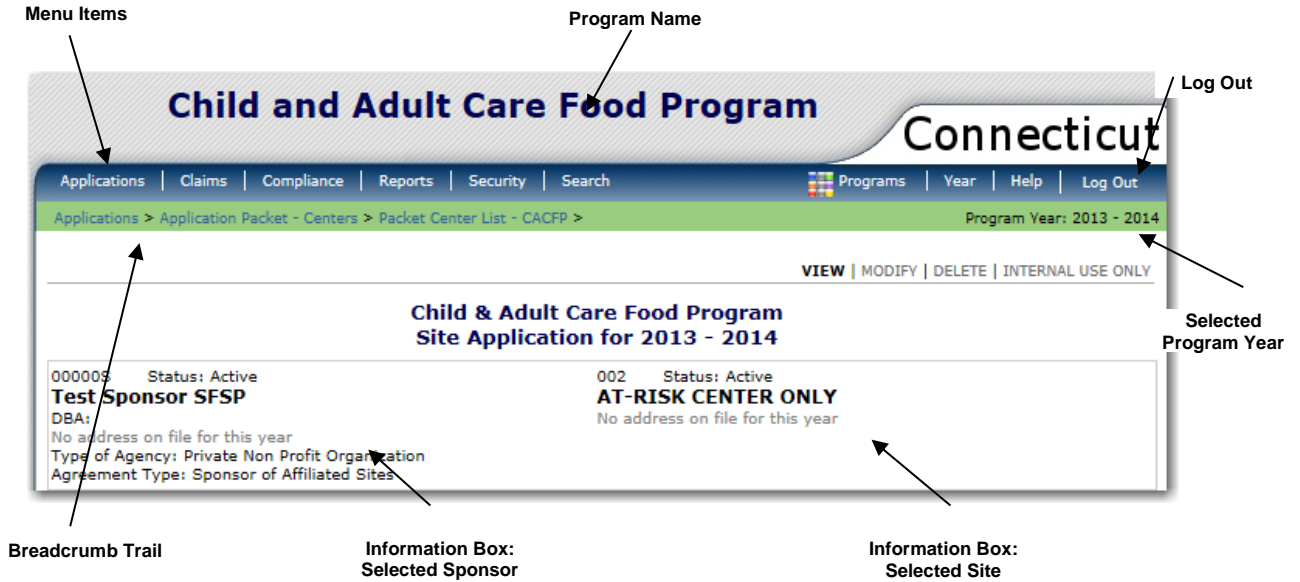 Menu Items
Program Name
Log Out
Child and Adult Care Food Program
Connecticut
Applications | Claims | Compliance | Reports | Security | Search Programs | Year | Help | Log Out
Applications > Application Packet - Centers > Packet Center List - CACFP > Program Year: 2013 - 2014
VIEW | MODIFY | DELETE | INTERNAL USE ONLY
Child & Adult Care Food Program
Site Application for 2013 - 2014
Selected
Program Year
00000S Status: Active
Test Sponsor SFSP
DBA:
No address on file for this year
Type of Agency: Private Non Profit Organization
Agreement Type: Sponsor of Affiliated Sites
002 Status: Active
AT-RISK CENTER ONLY
No address on file for this year
Breadcrumb Trail
Information Box:
Selected Sponsor
Information Box:
Selected Site